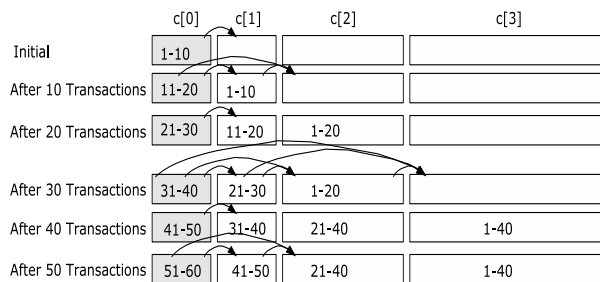 c[0] c[1] c[2] c[3]
Initial 1-10
After 10 Transactions 11-20 1-10
After 20 Transactions 21-30 11-20 1-20
After 30 Transactions 31-40 21-30 1-20
After 40 Transactions 41-50 31-40 21-40 1-40
After 50 Transactions 51-60 41-50 21-40 1-40